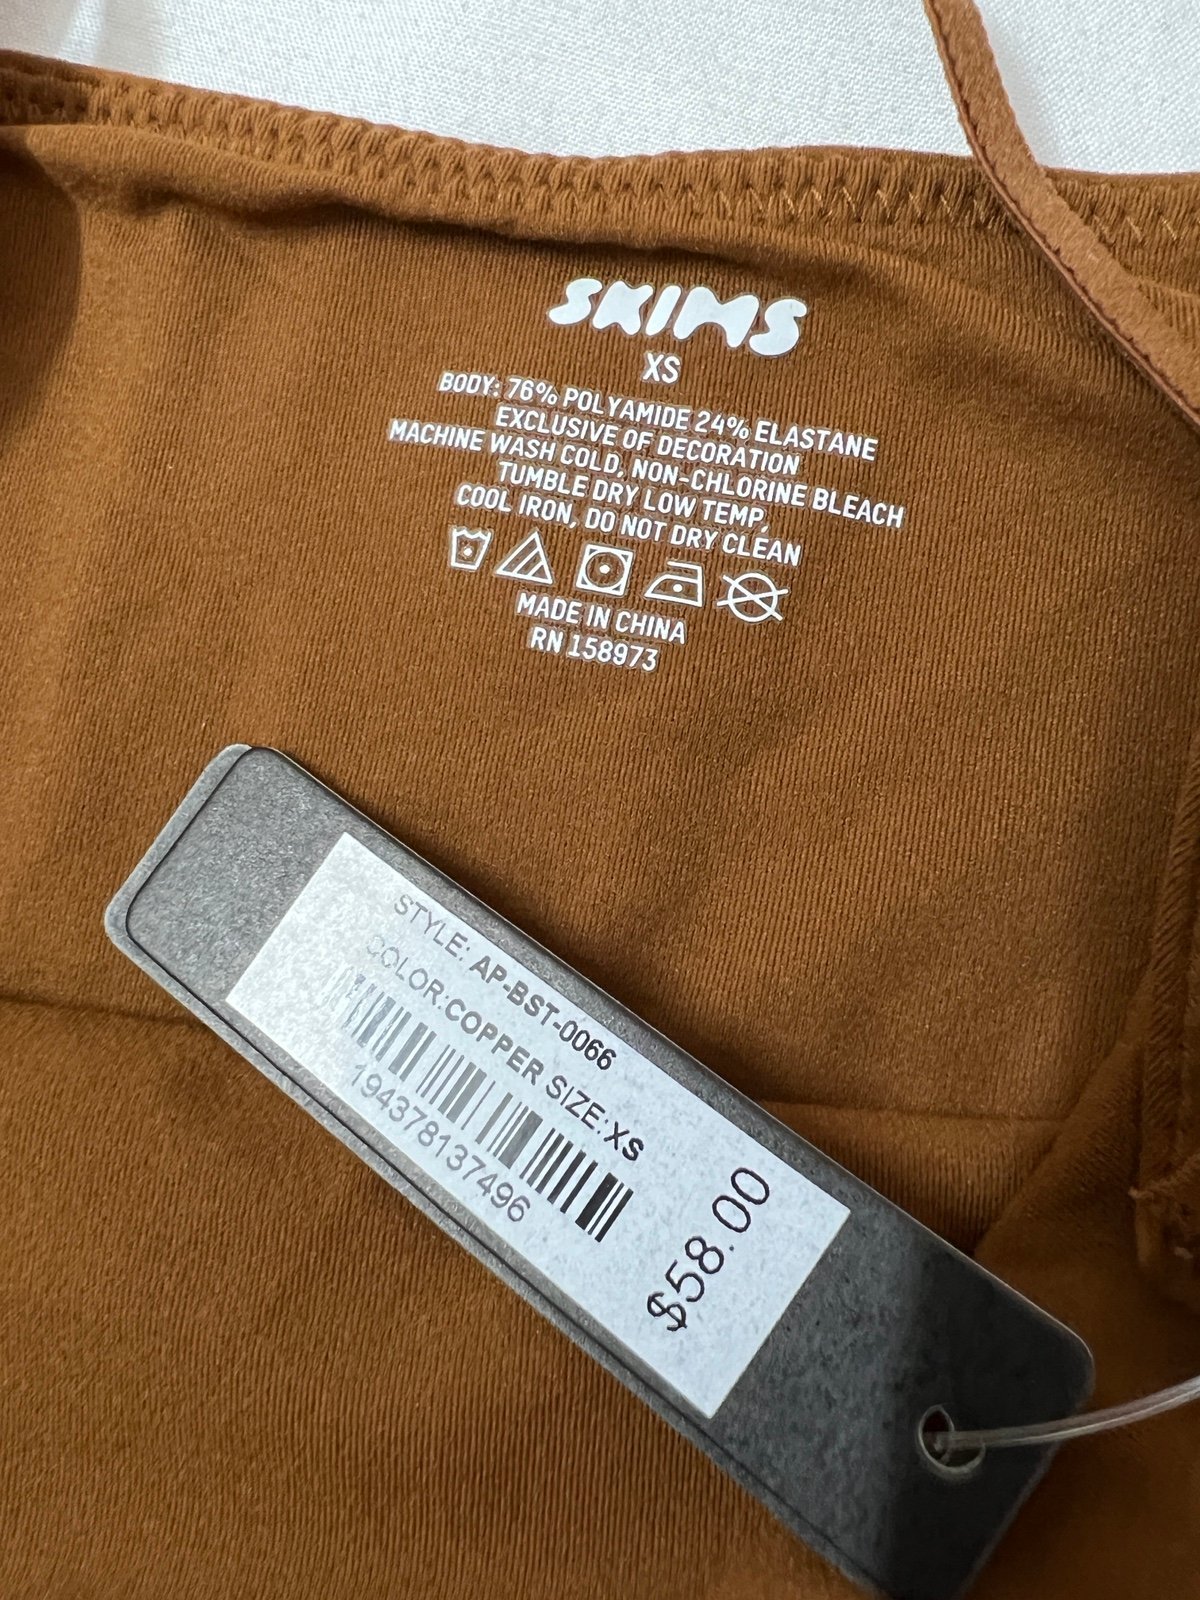 SKIMS
XS
BODY: 76% POLYAMIDE 24% ELASTANE
EXCLUSIVE OF DECORATION
MACHINE WASH COLD, NON-CHLORINE BLEACH
TUMBLE DRY LOW TEMP,
COOL IRON, DO NOT DRY CLEAN
MADE IN CHINA
RN 158973
STYLE: AP-BST-0066
COLOR:COPPER SIZE:XS
194378137496
$58.00